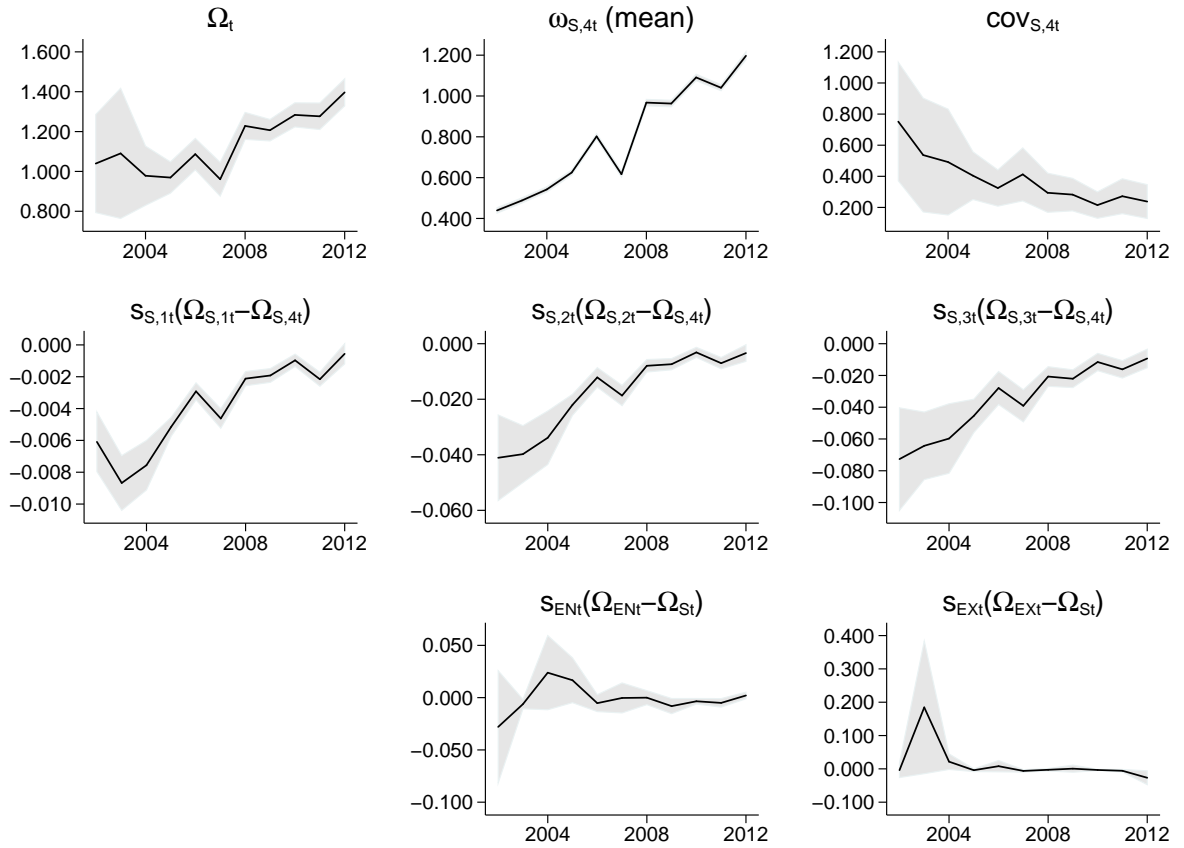 Ωt
1.600
1.400
1.200
1.000
0.800
2004 2008 2012
ωS,4t (mean)
1.200
1.000
0.800
0.600
0.400
2004 2008 2012
covS,4t
1.200
1.000
0.800
0.600
0.400
0.200
2004 2008 2012
sS,1t(ΩS,1t−ΩS,4t)
0.000
−0.002
−0.004
−0.006
−0.008
−0.010
2004 2008 2012
sS,2t(ΩS,2t−ΩS,4t)
0.000
−0.020
−0.040
−0.060
2004 2008 2012
sS,3t(ΩS,3t−ΩS,4t)
0.000
−0.020
−0.040
−0.060
−0.080
−0.100
2004 2008 2012
sENt(ΩENt−ΩSt)
0.050
0.000
−0.050
−0.100
2004 2008 2012
sEXt(ΩEXt−ΩSt)
0.400
0.300
0.200
0.100
0.000
−0.100
2004 2008 2012